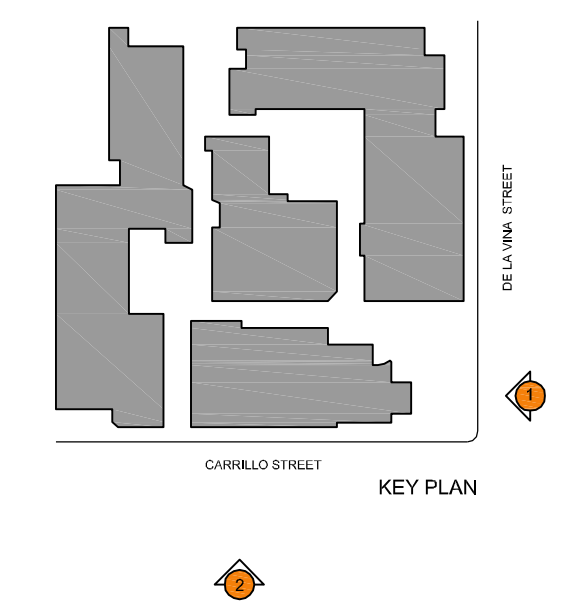 DE LA VINA STREET
1
CARRILLO STREET
KEY PLAN
2